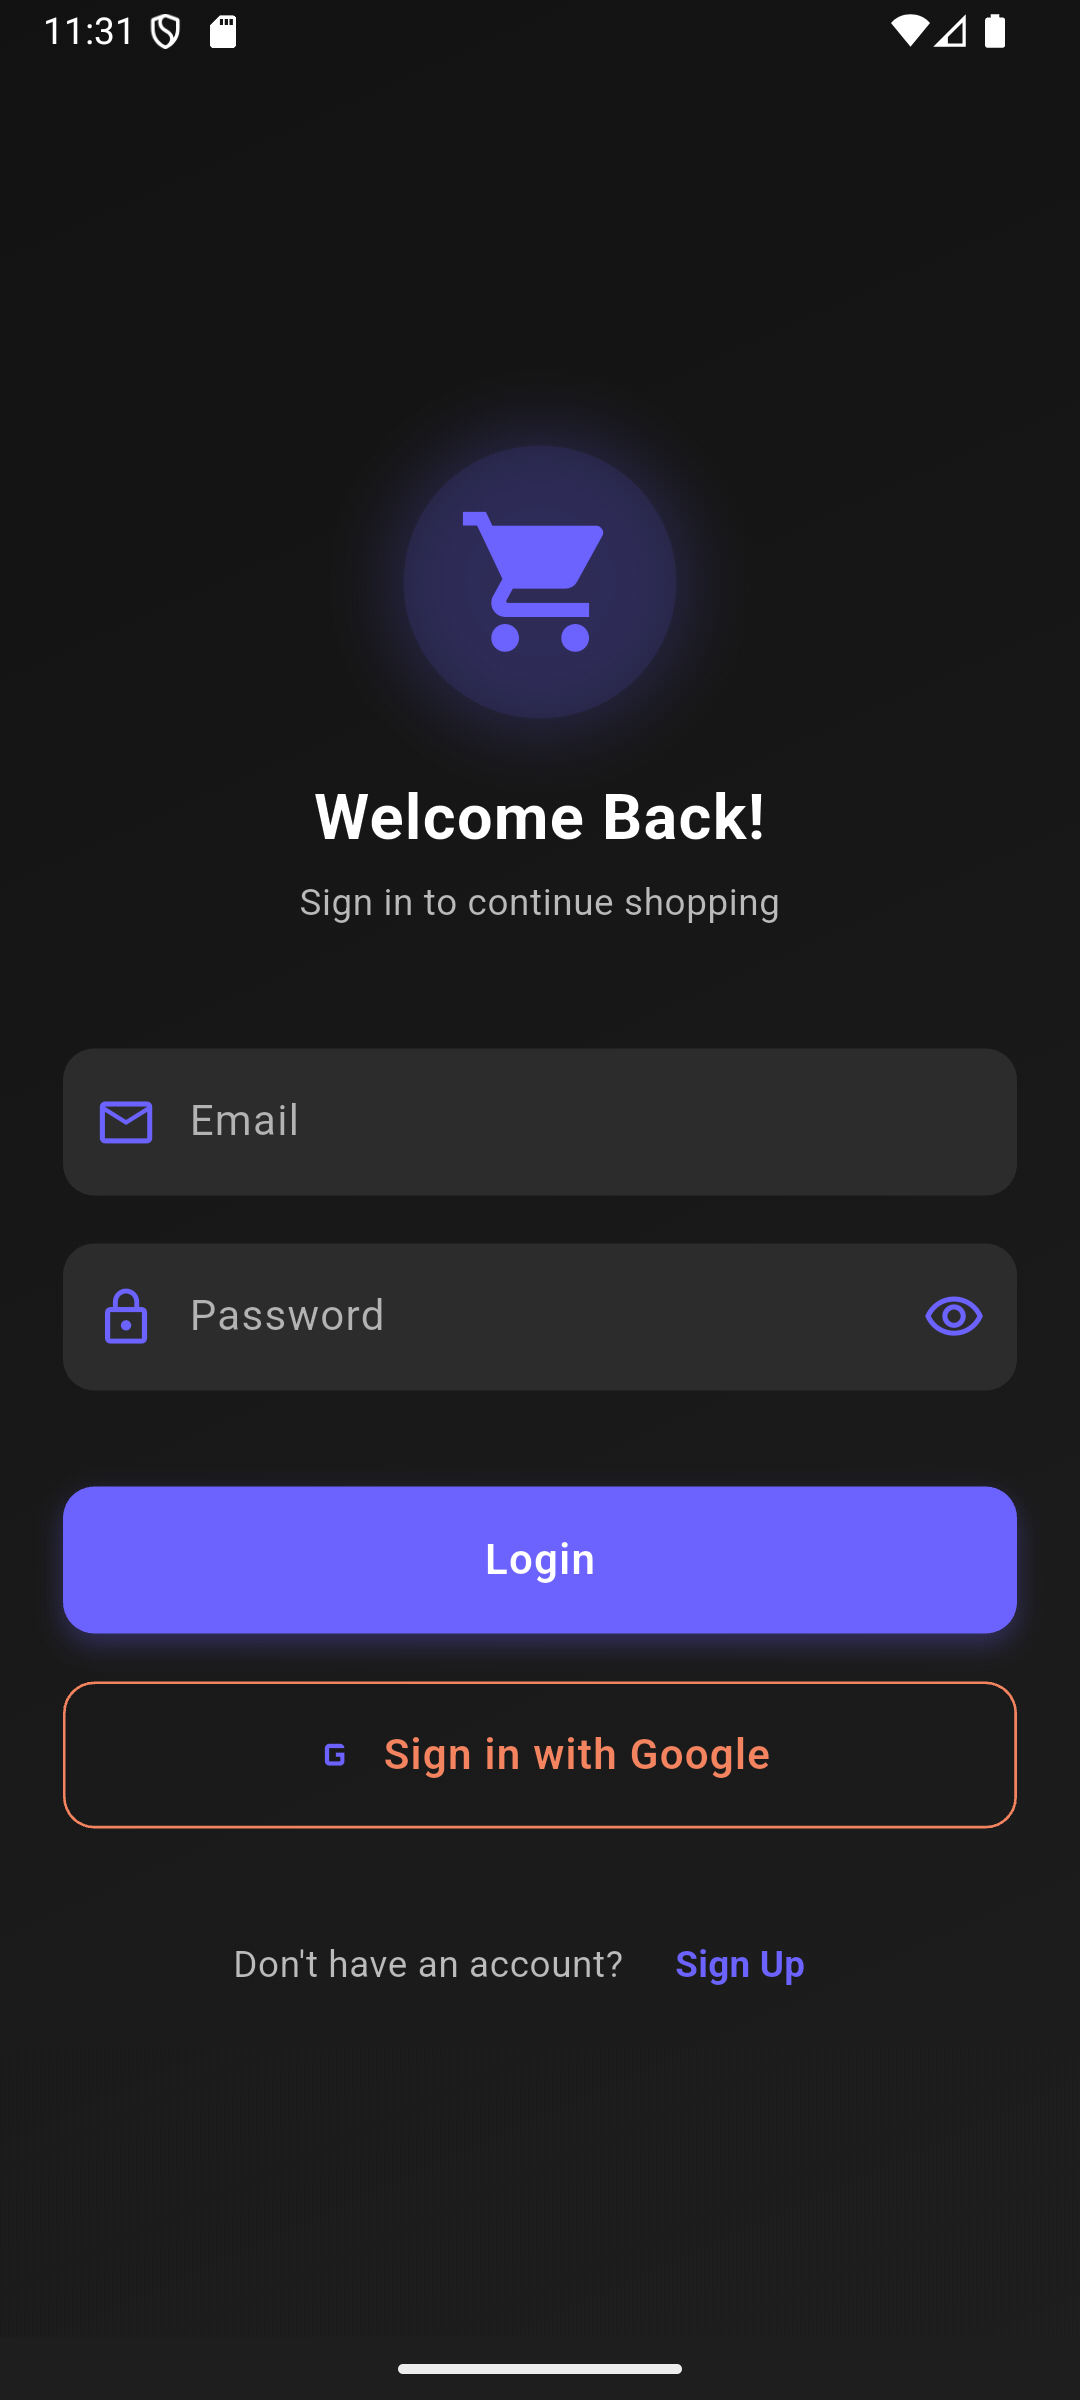 11:31
Welcome Back!
Sign in to continue shopping
Email
Password
Login
G Sign in with Google
Don't have an account? Sign Up